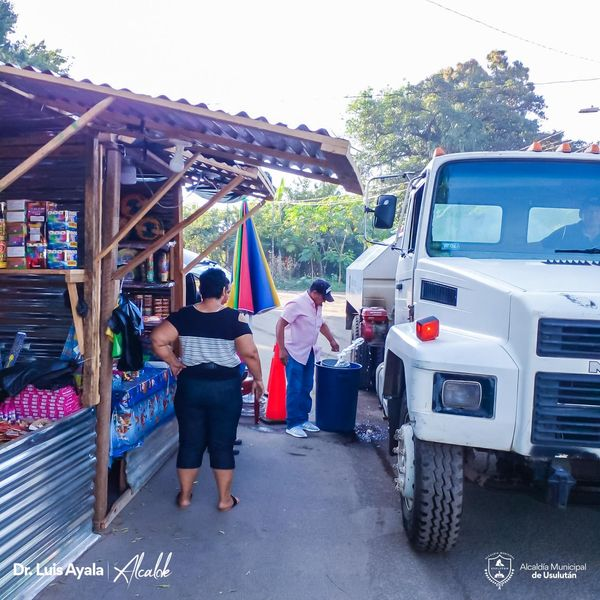 Dr. Luis Ayala
Alcalde
Alcaldía Municipal
de Usulután